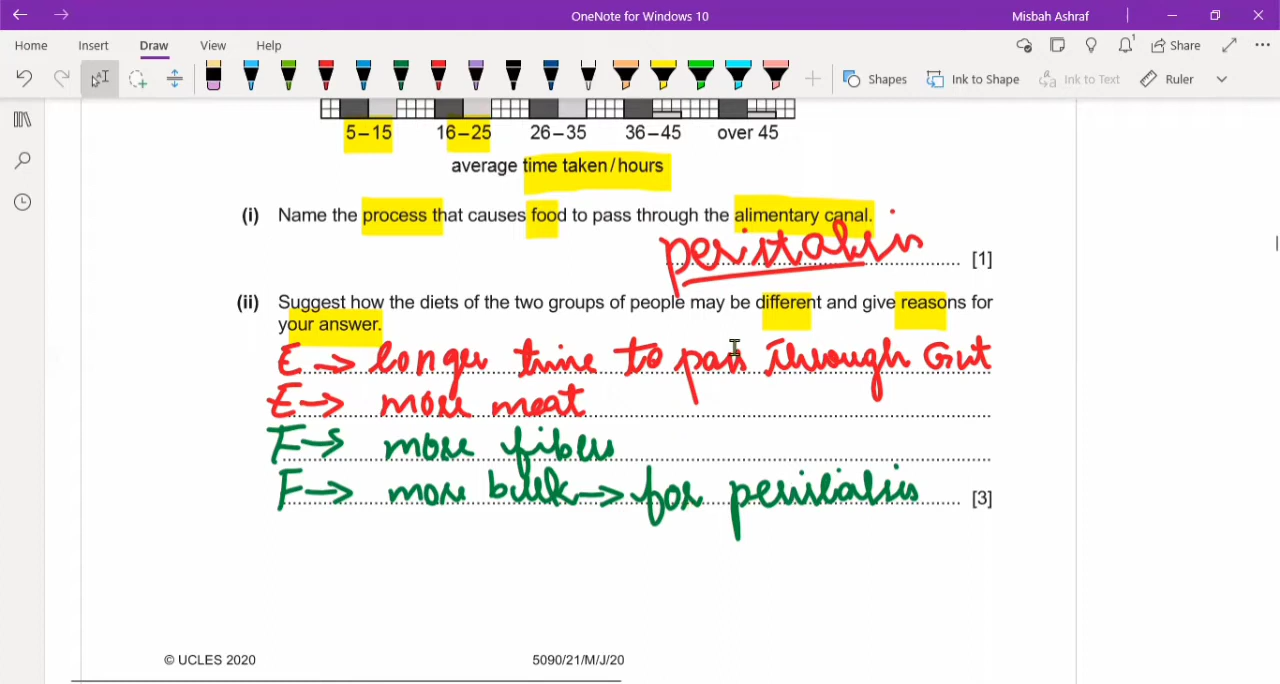 OneNote for Windows 10
Misbah Ashraf
Home Insert Draw View Help
Share
Shapes Ink to Shape Ink to Text Ruler
5–15 16–25 26–35 36–45 over 45
average time taken/hours
(i) Name the process that causes food to pass through the alimentary canal.
peristalsis [1]
(ii) Suggest how the diets of the two groups of people may be different and give reasons for
your answer.
E → longer time to pass through Gut
E → more meat
F → more fiber
F → more bulk → for peristalsis [3]
© UCLES 2020 5090/21/M/J/20